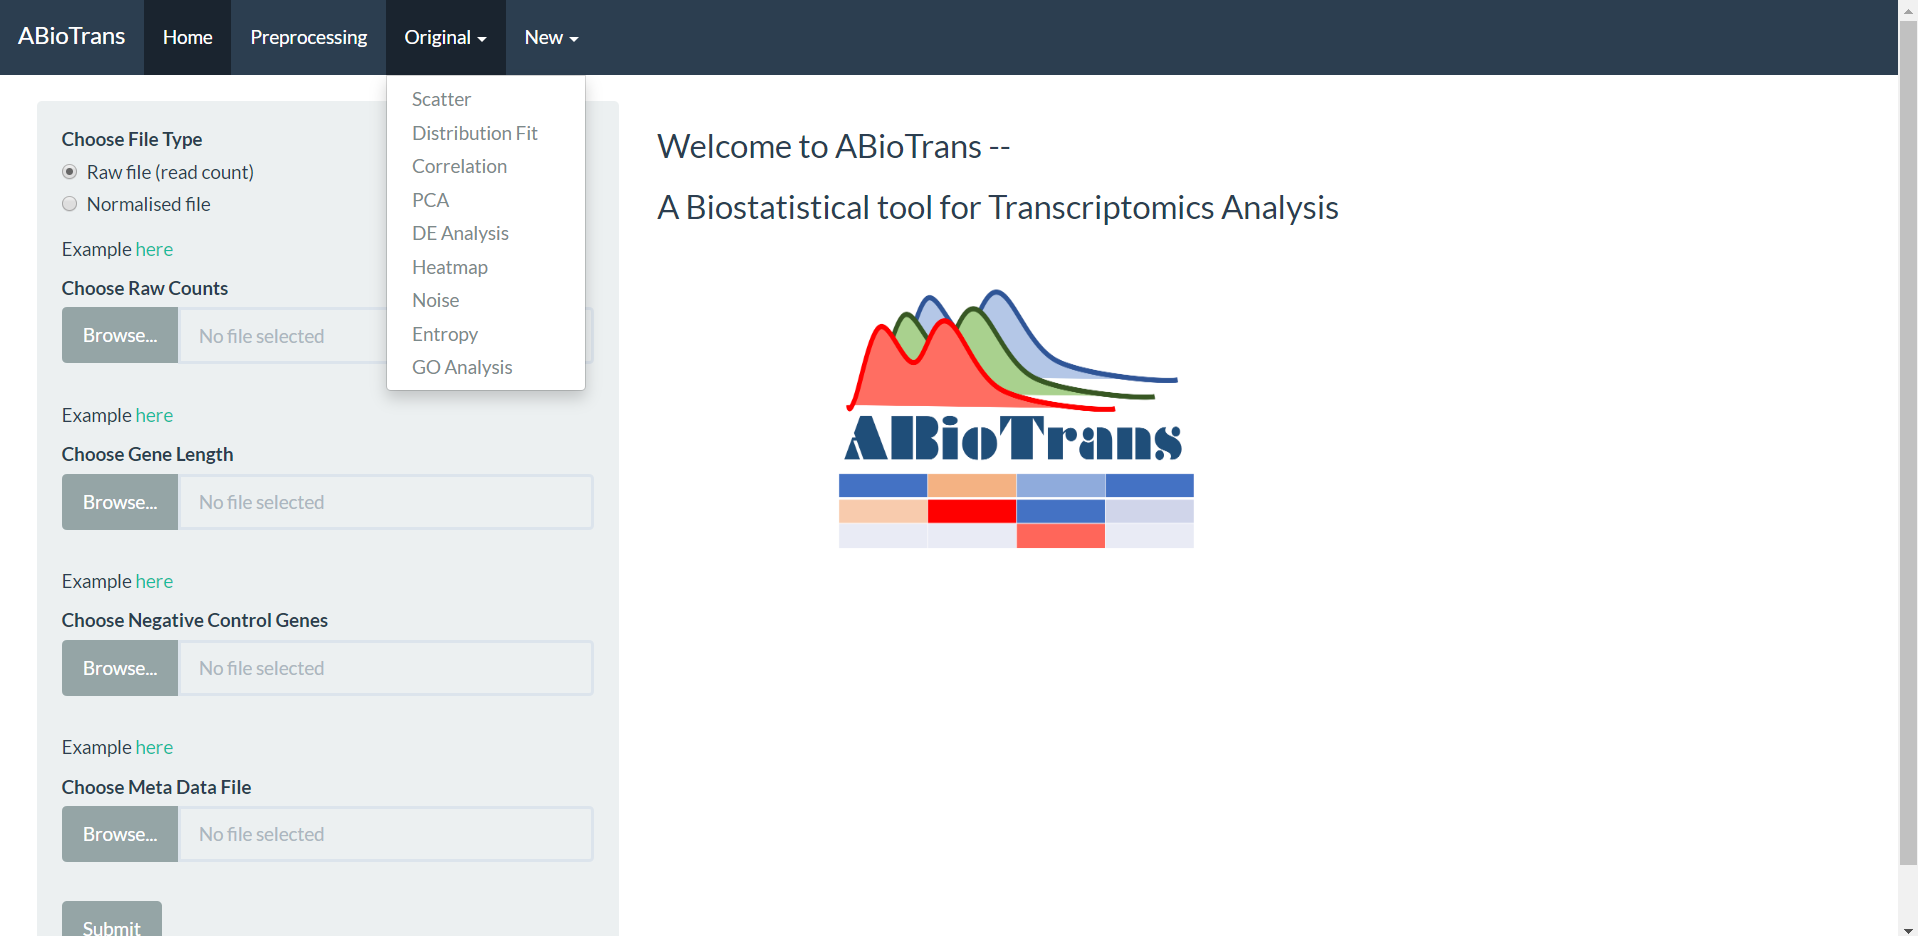 ABioTrans Home Preprocessing Original New
Scatter
Distribution Fit
Correlation
PCA
DE Analysis
Heatmap
Noise
Entropy
GO Analysis
Choose File Type
Raw file (read count)
Normalised file
Example here
Choose Raw Counts
Browse... No file selected
Example here
Choose Gene Length
Browse... No file selected
Example here
Choose Negative Control Genes
Browse... No file selected
Example here
Choose Meta Data File
Browse... No file selected
Submit
Welcome to ABioTrans --
A Biostatistical tool for Transcriptomics Analysis
ABioTrans